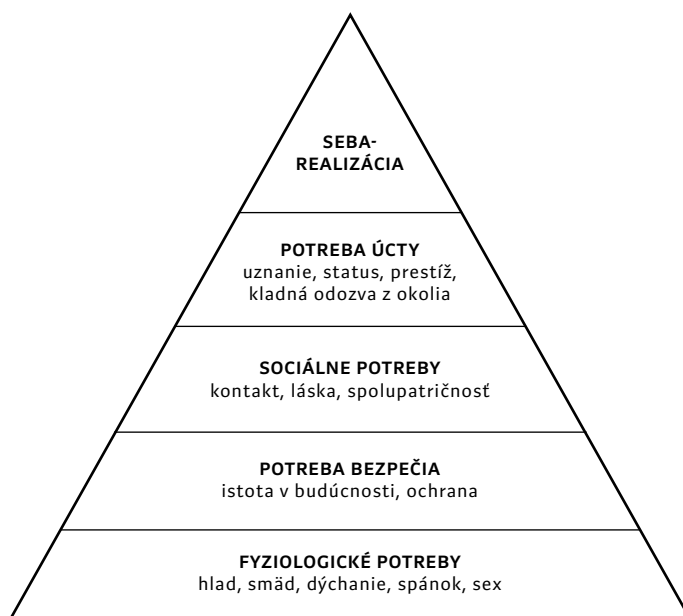 SEBA-
REALIZÁCIA
POTREBA ÚCTY
uznanie, status, prestíž,
kladná odozva z okolia
SOCIÁLNE POTREBY
kontakt, láska, spolupatričnosť
POTREBA BEZPEČIA
istota v budúcnosti, ochrana
FYZIOLOGICKÉ POTREBY
hlad, smäd, dýchanie, spánok, sex